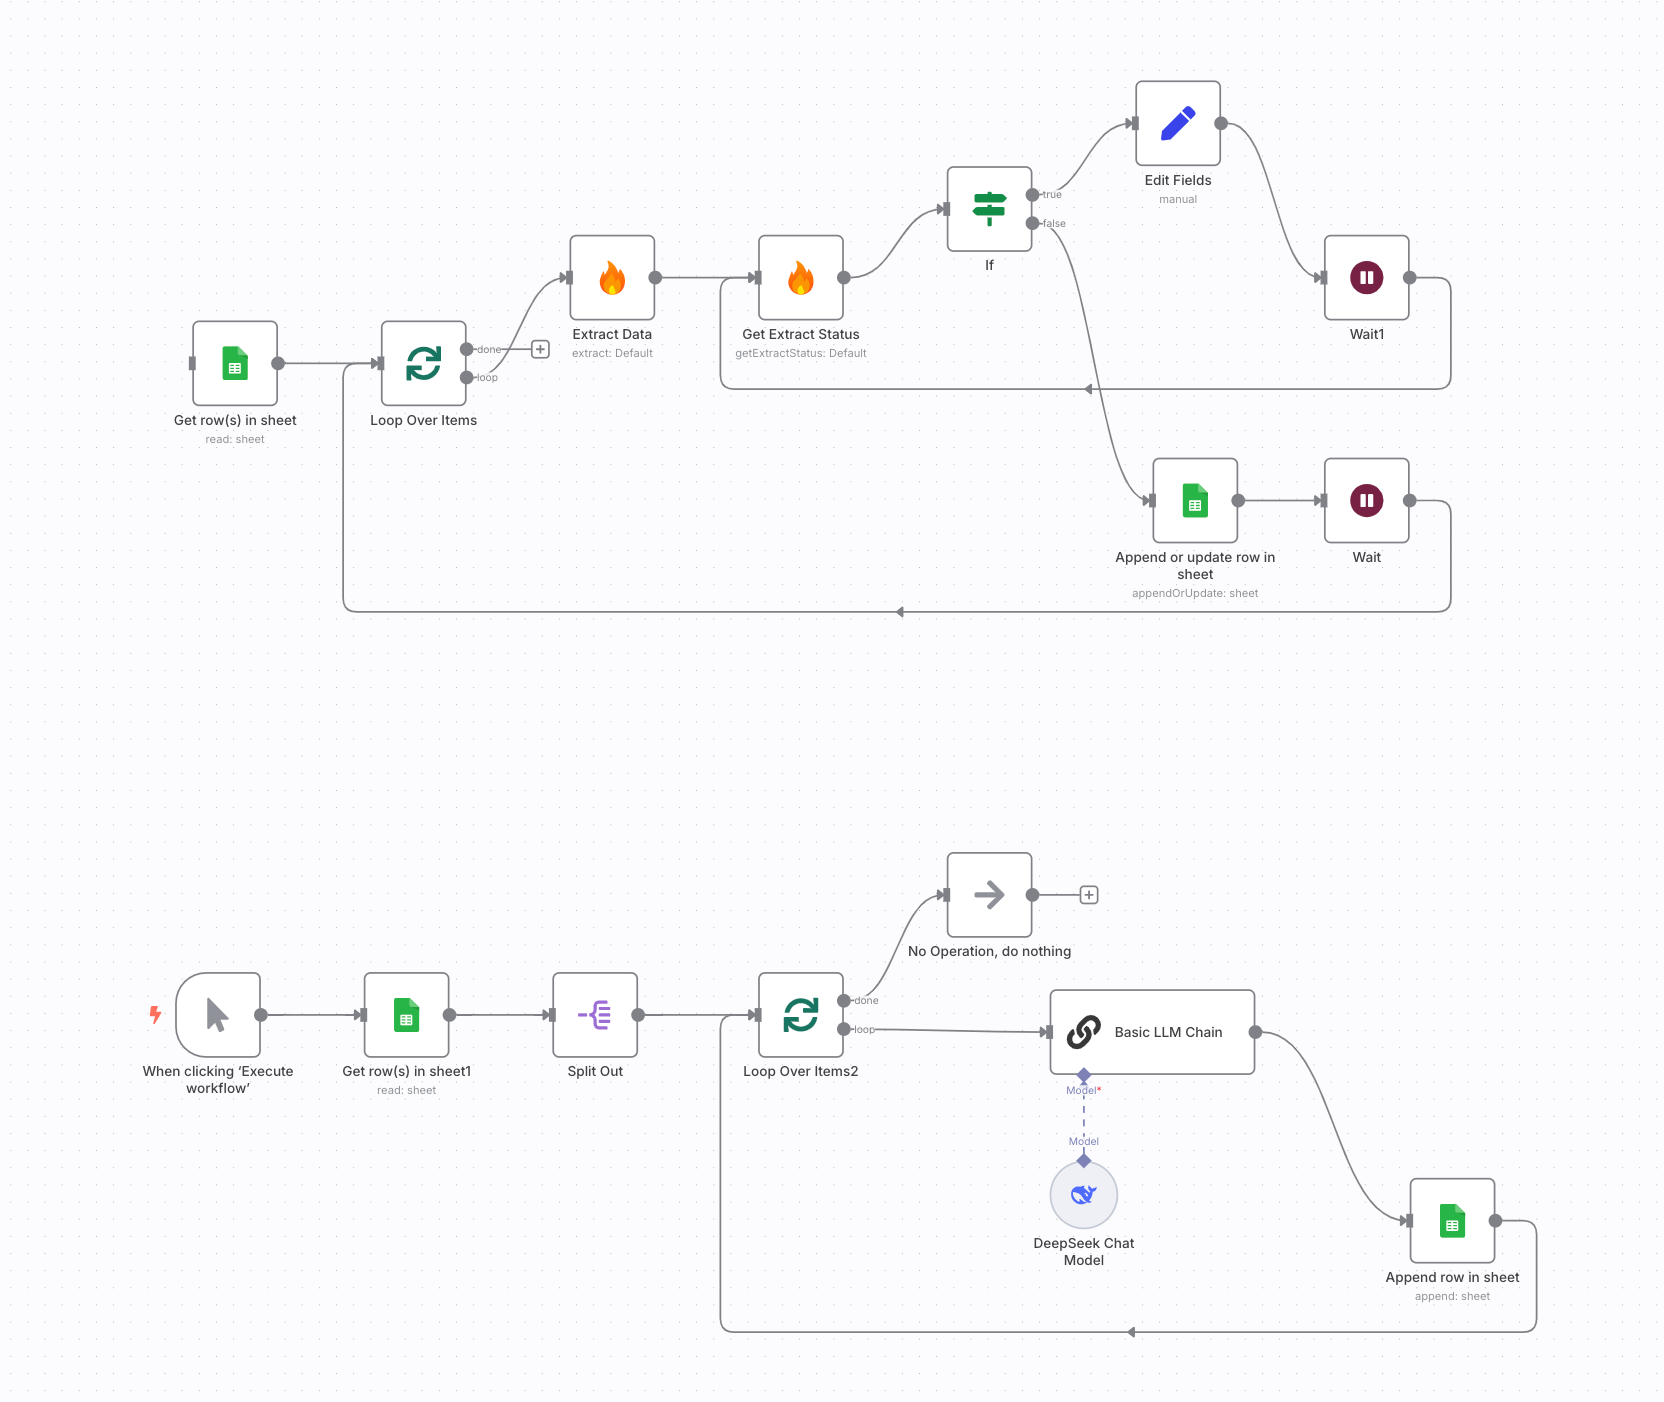 Edit Fields
manual
true
false
If
Extract Data
extract: Default
Get Extract Status
getExtractStatus: Default
Wait1
done
loop
Get row(s) in sheet
read: sheet
Loop Over Items
Append or update row in
sheet
appendOrUpdate: sheet
Wait
No Operation, do nothing
When clicking ‘Execute
workflow’
Get row(s) in sheet1
read: sheet
Split Out
Loop Over Items2
done
loop
Basic LLM Chain
Model*
Model
DeepSeek Chat
Model
Append row in sheet
append: sheet